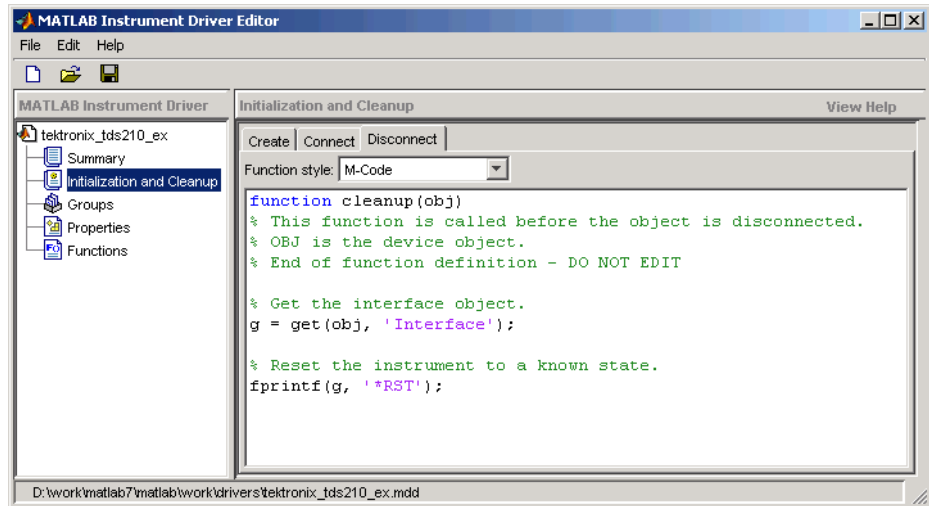 MATLAB Instrument Driver Editor
File Edit Help
MATLAB Instrument Driver
Initialization and Cleanup View Help
tektronix_tds210_ex
Summary
Initialization and Cleanup
Groups
Properties
Functions
Create Connect Disconnect
Function style: M-Code
function cleanup(obj)
% This function is called before the object is disconnected.
% OBJ is the device object.
% End of function definition - DO NOT EDIT
% Get the interface object.
g = get(obj, 'Interface');
% Reset the instrument to a known state.
fprintf(g, '*RST');
D:\work\matlab7\matlab\work\drivers\tektronix_tds210_ex.mdd